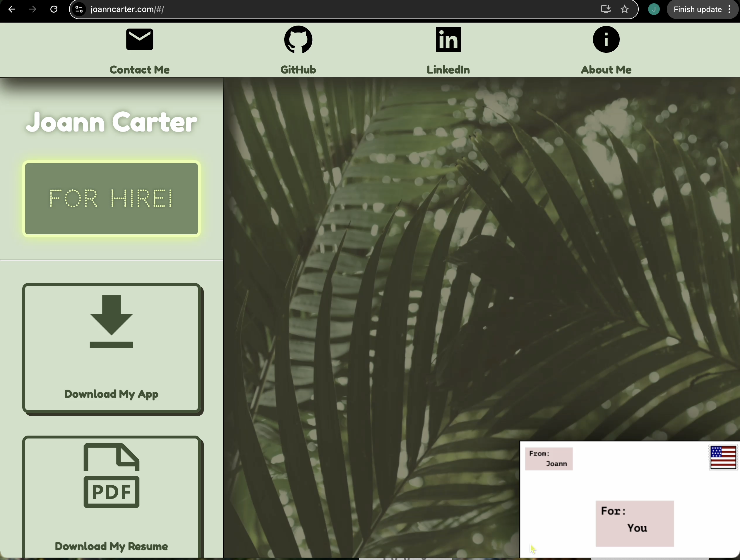 joanncarter.com/#/
Finish update
Contact Me
GitHub
LinkedIn
About Me
Joann Carter
FOR HIRE!
Download My App
PDF
Download My Resume
From:
Joann
For:
You